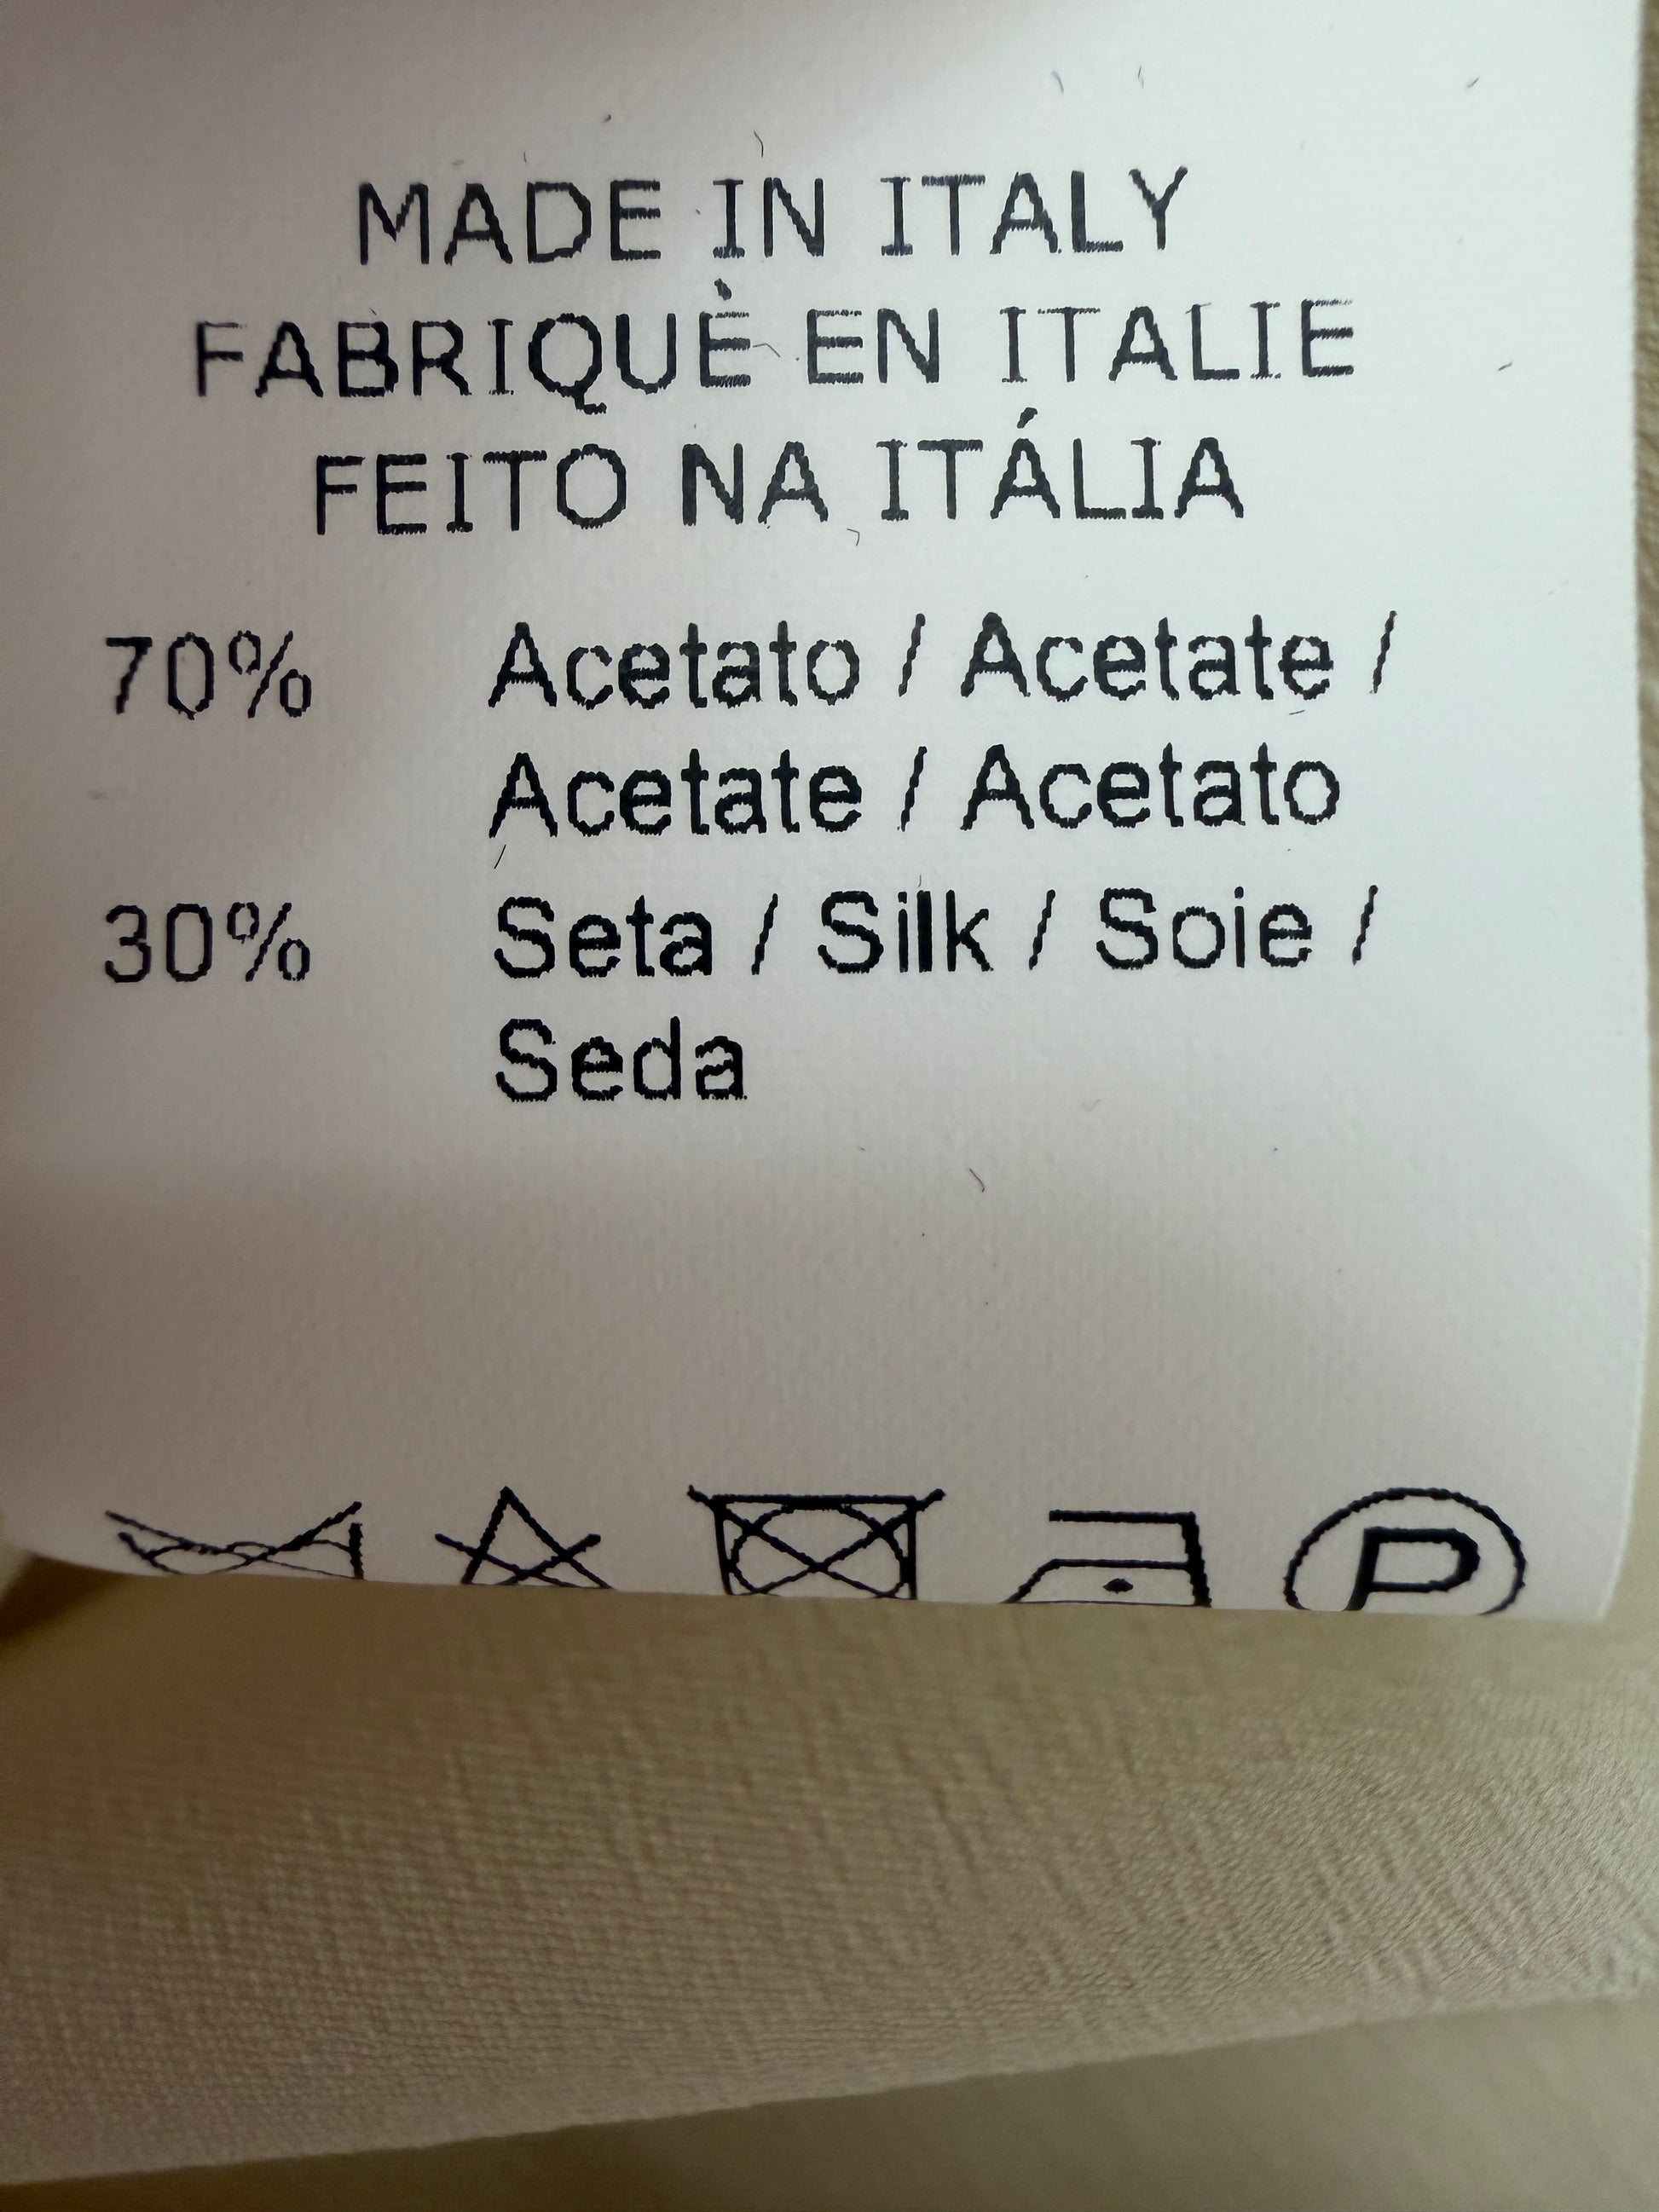 MADE IN ITALY
FABRIQUÈ EN ITALIE
FEITO NA ITÁLIA
70% Acetato / Acetate /
Acetate / Acetato
30% Seta / Silk / Soie /
Seda
P